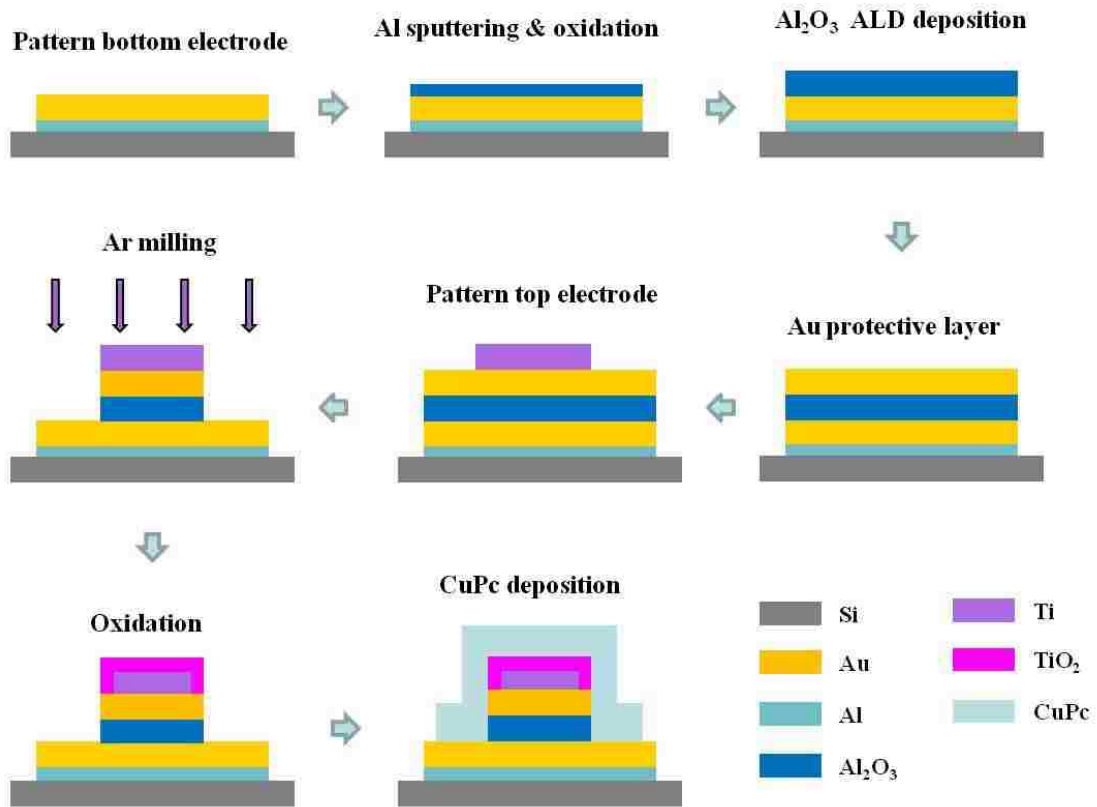 Pattern bottom electrode
Al sputtering & oxidation
Al₂O₃ ALD deposition
Ar milling
Pattern top electrode
Au protective layer
Oxidation
CuPc deposition
Si
Au
Al
Al₂O₃
Ti
TiO₂
CuPc